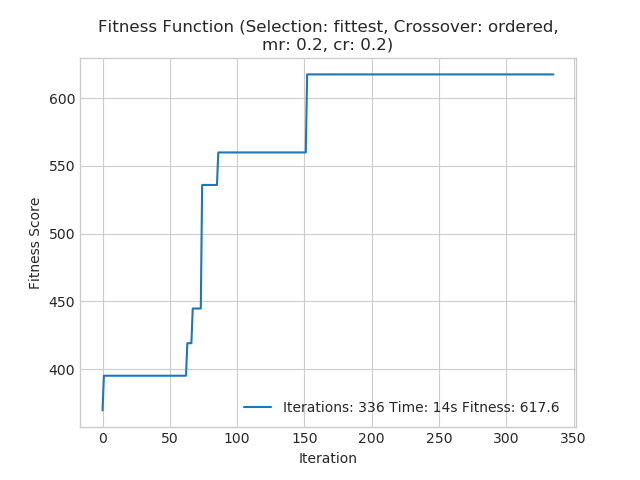 Fitness Function (Selection: fittest, Crossover: ordered,
mr: 0.2, cr: 0.2)
600
550
500
450
400
Fitness Score
Iterations: 336 Time: 14s Fitness: 617.6
0 50 100 150 200 250 300 350
Iteration